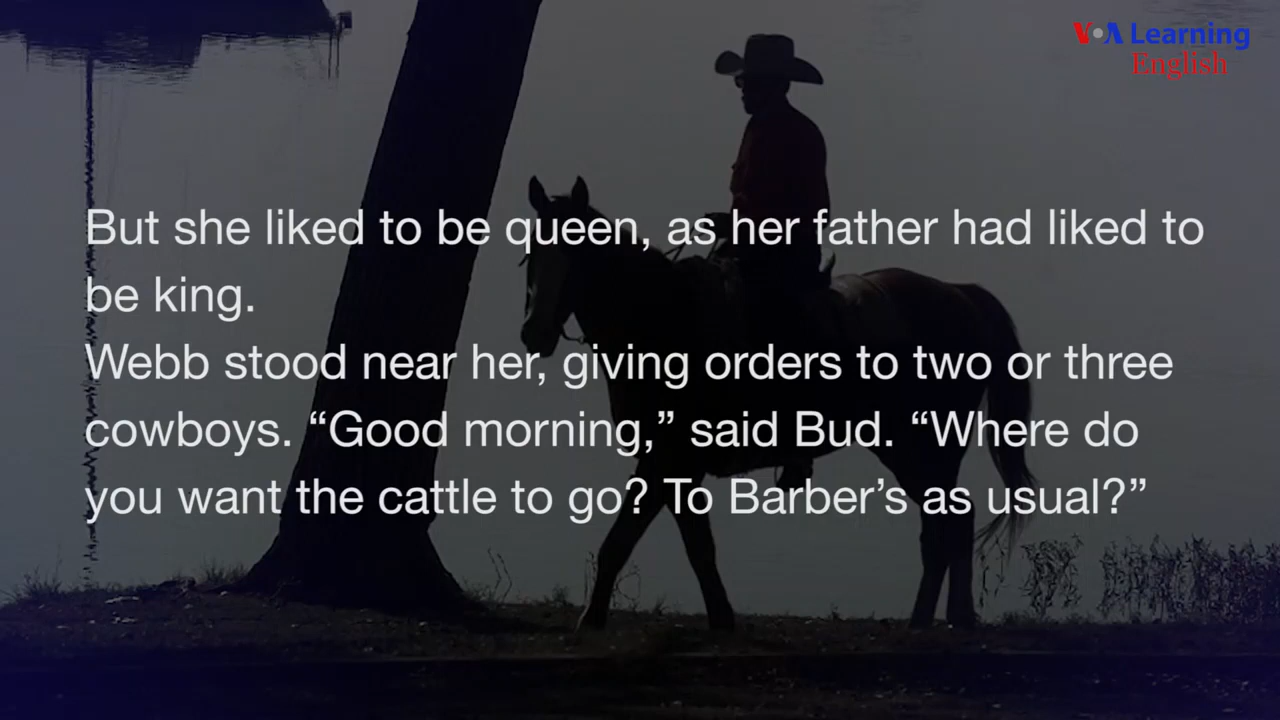 VOA Learning
English
But she liked to be queen, as her father had liked to
be king.
Webb stood near her, giving orders to two or three
cowboys. “Good morning,” said Bud. “Where do
you want the cattle to go? To Barber’s as usual?”